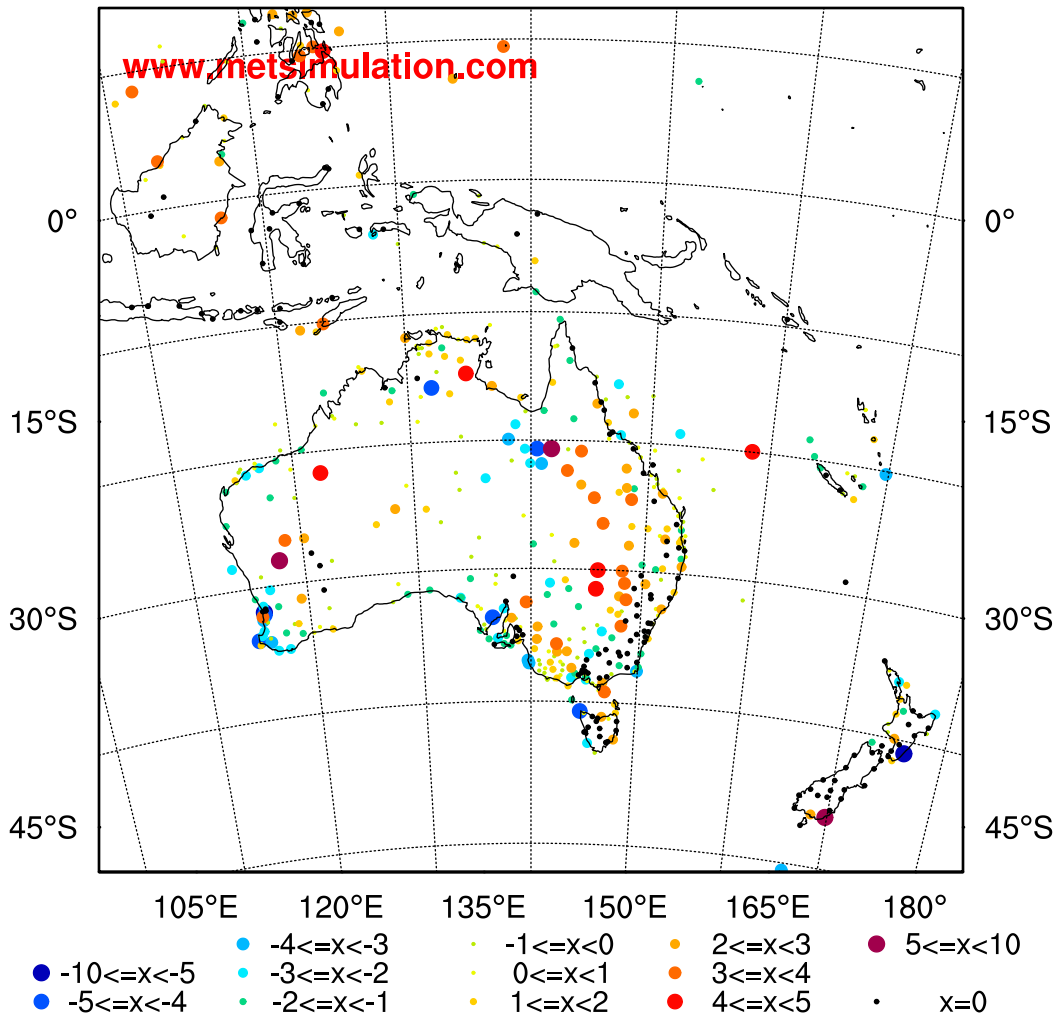 www.metsimulation.com
0° 0°
15°S 15°S
30°S 30°S
45°S 45°S
105°E 120°E 135°E 150°E 165°E 180°
-4<=x<-3 -1<=x<0 2<=x<3 5<=x<10
-10<=x<-5 -3<=x<-2 0<=x<1 3<=x<4
-5<=x<-4 -2<=x<-1 1<=x<2 4<=x<5 x=0